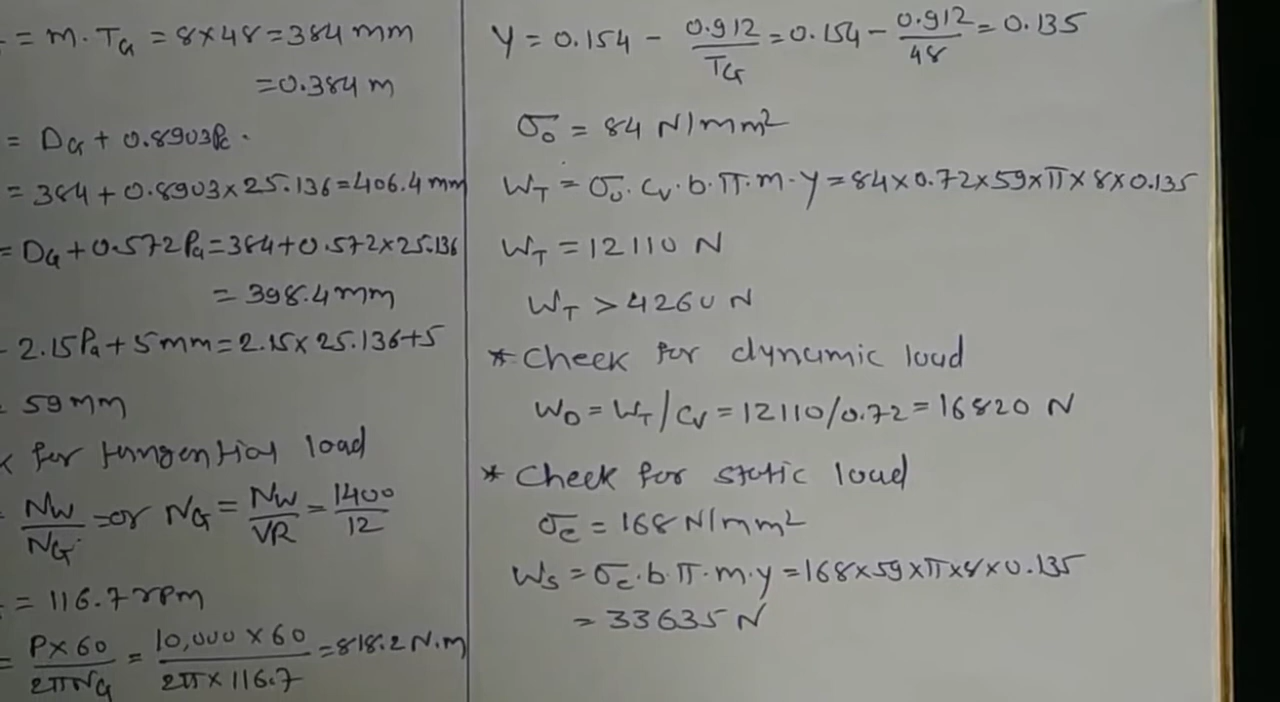 = m. TG = 8×48 = 384 mm
= 0.384 m
= DG + 0.8903Pc.
= 384 + 0.8903×25.136 = 406.4 mm
= DG + 0.572 Pa = 384+0.572×25.136
= 398.4 mm
2.15Pa + 5mm = 2.15×25.136+5
59 mm
for tangential load
NW/NG = or NG = NW/VR = 1400/12
= 116.7 rpm
= P×60/2πNG = 10,000×60/2π×116.7 = 818.2 N.m
y = 0.154 - 0.912/TG = 0.154 - 0.912/48 = 0.135
σo = 84 N/mm²
WT = σo. Cv. b. π. m. y = 84×0.72×59×π×8×0.135
WT = 12110 N
WT > 4260 N
* Check for dynamic load
WD = WT/Cv = 12110/0.72 = 16820 N
* Check for static load
σe = 168 N/mm²
Ws = σe. b. π. m. y = 168×59×π×8×0.135
= 33635 N